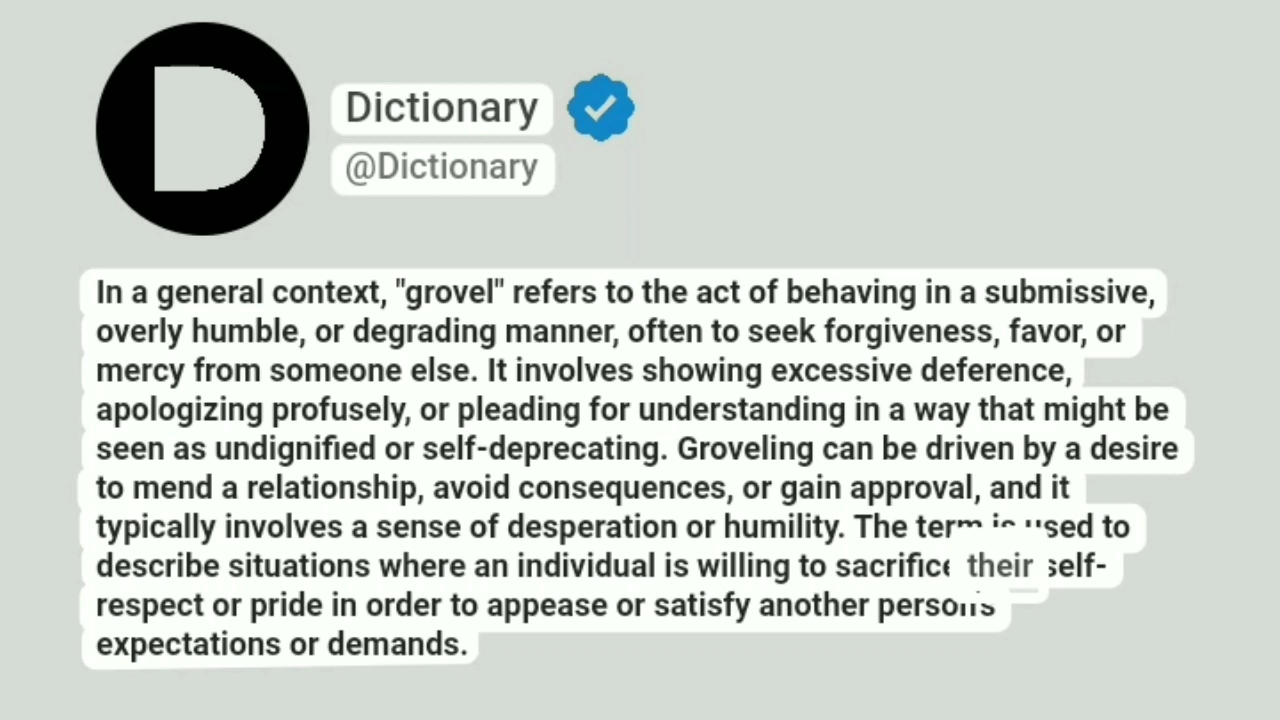 D
Dictionary
@Dictionary
In a general context, "grovel" refers to the act of behaving in a submissive,
overly humble, or degrading manner, often to seek forgiveness, favor, or
mercy from someone else. It involves showing excessive deference,
apologizing profusely, or pleading for understanding in a way that might be
seen as undignified or self-deprecating. Groveling can be driven by a desire
to mend a relationship, avoid consequences, or gain approval, and it
typically involves a sense of desperation or humility. The term is used to
describe situations where an individual is willing to sacrifice their self-
respect or pride in order to appease or satisfy another person's
expectations or demands.